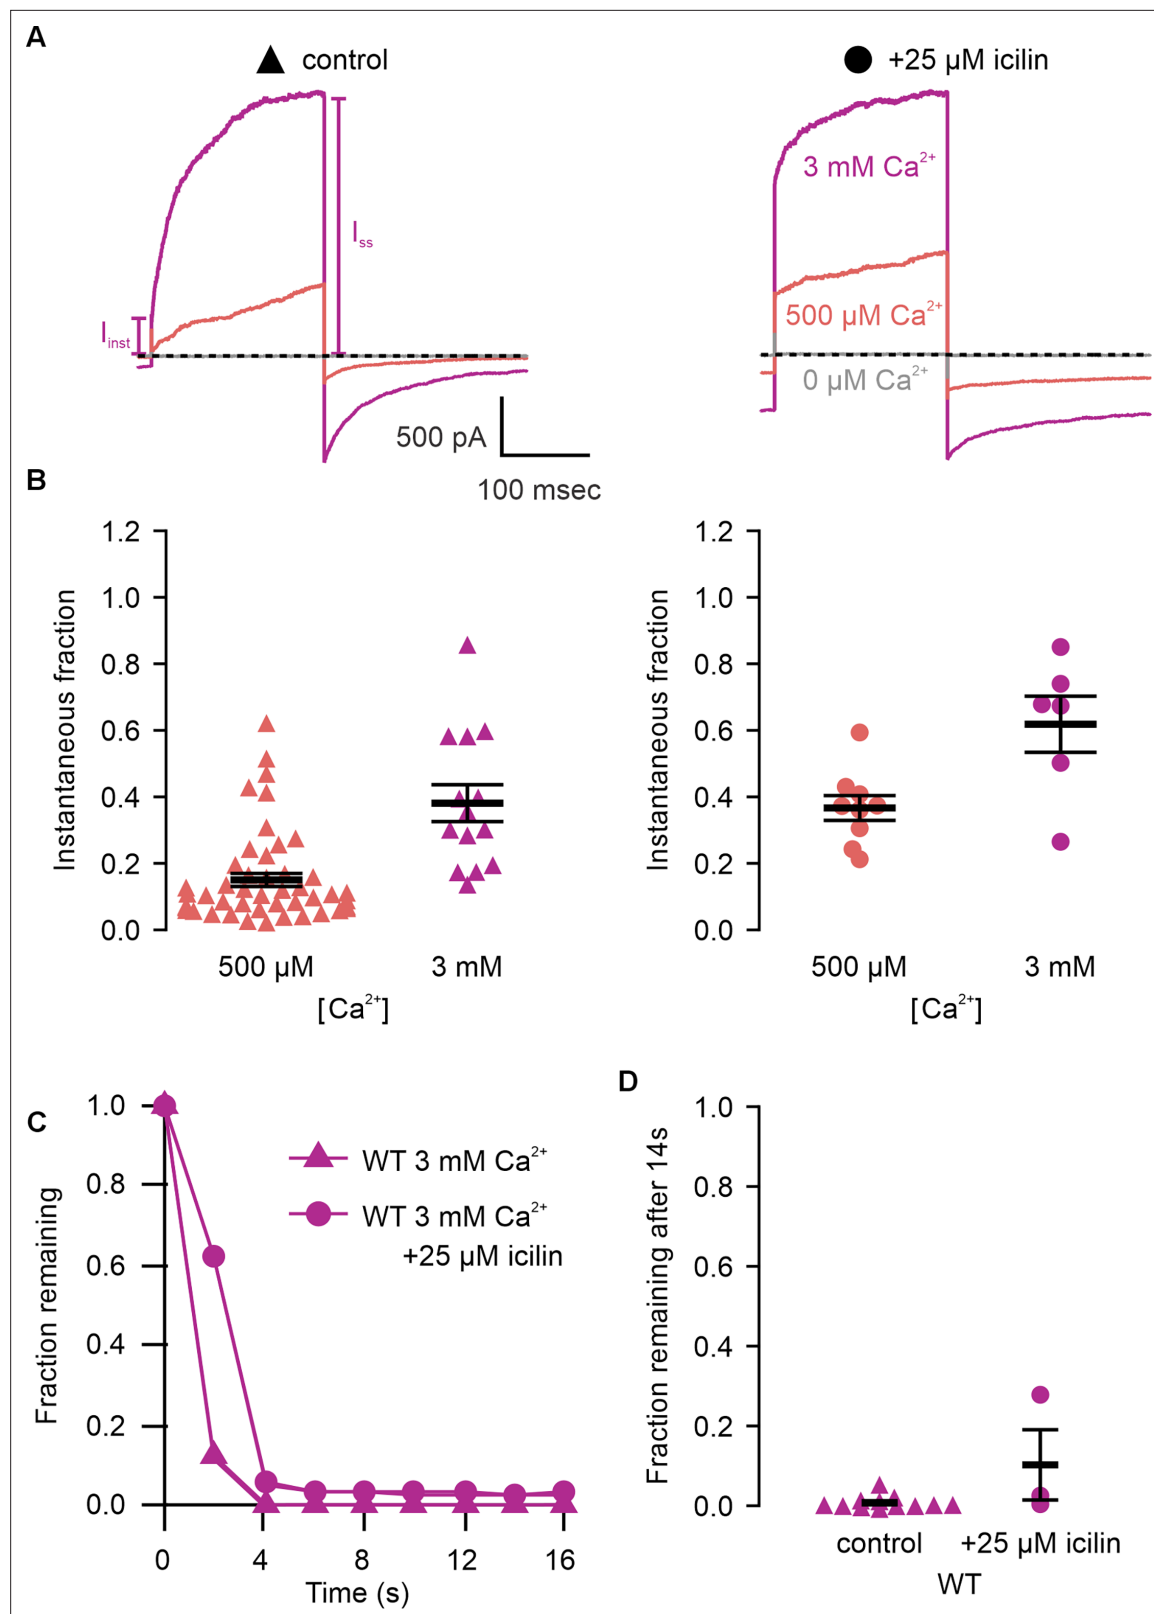 A
control
+25 µM icilin
3 mM Ca2+
Iss
Iinst
500 µM Ca2+
0 µM Ca2+
500 pA
100 msec
B
Instantaneous fraction
1.2
1.0
0.8
0.6
0.4
0.2
0.0
500 µM
3 mM
[Ca2+]
Instantaneous fraction
1.2
1.0
0.8
0.6
0.4
0.2
0.0
500 µM
3 mM
[Ca2+]
C
Fraction remaining
1.0
0.8
0.6
0.4
0.2
0.0
WT 3 mM Ca2+
WT 3 mM Ca2+
+25 µM icilin
0
4
8
12
16
Time (s)
D
Fraction remaining after 14s
1.0
0.8
0.6
0.4
0.2
0.0
control
+25 µM icilin
WT